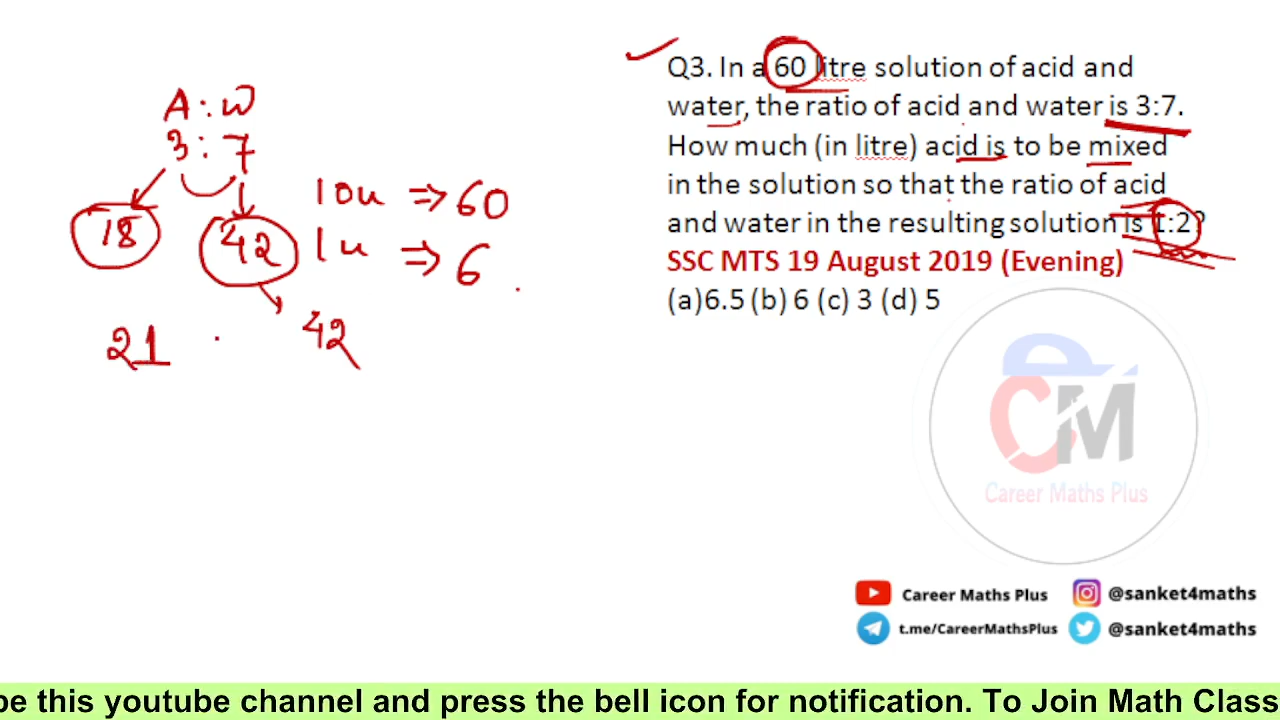 Q3. In a 60 litre solution of acid and
water, the ratio of acid and water is 3:7.
How much (in litre) acid is to be mixed
in the solution so that the ratio of acid
and water in the resulting solution is 1:2?
SSC MTS 19 August 2019 (Evening)
(a)6.5 (b) 6 (c) 3 (d) 5
A : W
3 : 7
10u => 60
18 42 1u => 6
21 42
CM
Career Maths Plus
Career Maths Plus @sanket4maths
t.me/CareerMathsPlus @sanket4maths
be this youtube channel and press the bell icon for notification. To Join Math Class